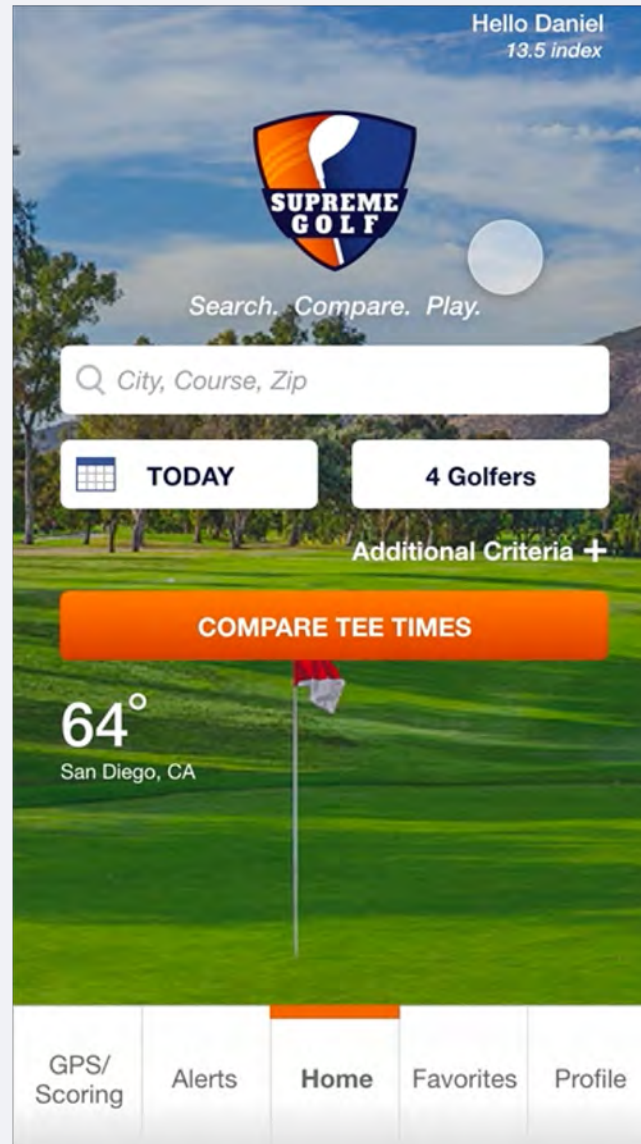 Hello Daniel
13.5 index
SUPREME
GOLF
Search. Compare. Play.
City, Course, Zip
TODAY
4 Golfers
Additional Criteria +
COMPARE TEE TIMES
64°
San Diego, CA
GPS/
Scoring
Alerts
Home
Favorites
Profile